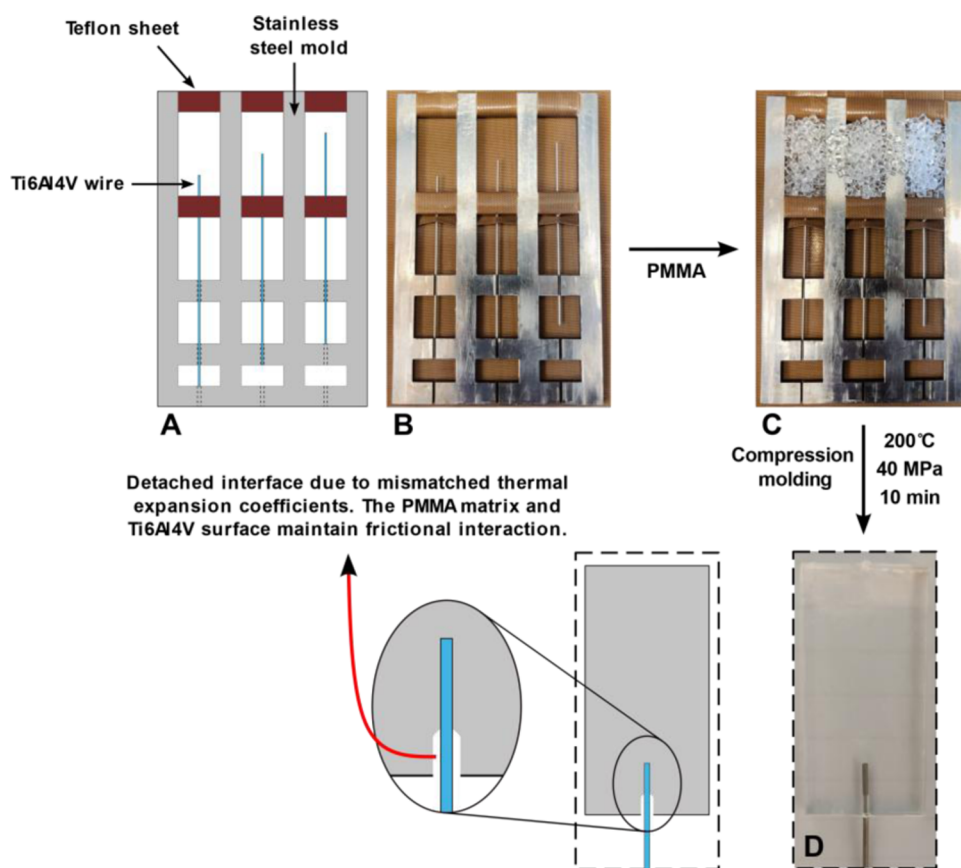 Teflon sheet
Stainless
steel mold
Ti6Al4V wire
A
B
PMMA
C
Compression
molding
200℃
40 MPa
10 min
Detached interface due to mismatched thermal
expansion coefficients. The PMMA matrix and
Ti6Al4V surface maintain frictional interaction.
D